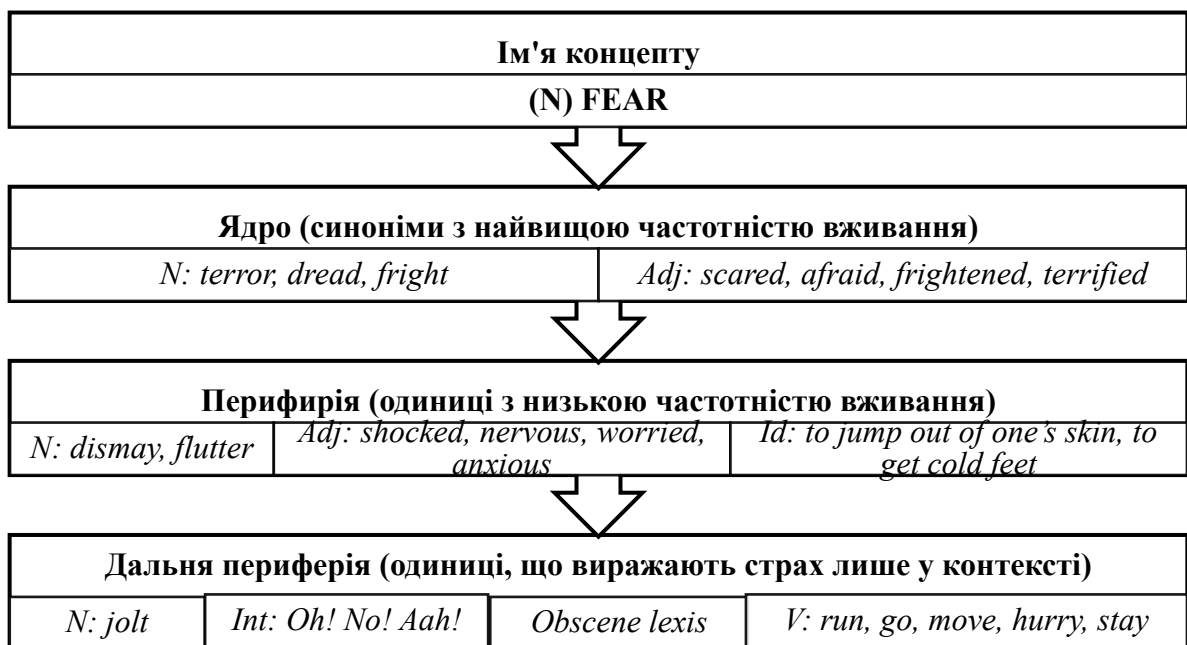 Ім'я концепту
(N) FEAR
Ядро (синоніми з найвищою частотністю вживання)
N: terror, dread, fright
Adj: scared, afraid, frightened, terrified
Перифирія (одиниці з низькою частотністю вживання)
N: dismay, flutter
Adj: shocked, nervous, worried,
anxious
Id: to jump out of one’s skin, to
get cold feet
Дальня периферія (одиниці, що виражають страх лише у контексті)
N: jolt
Int: Oh! No! Aah!
Obscene lexis
V: run, go, move, hurry, stay